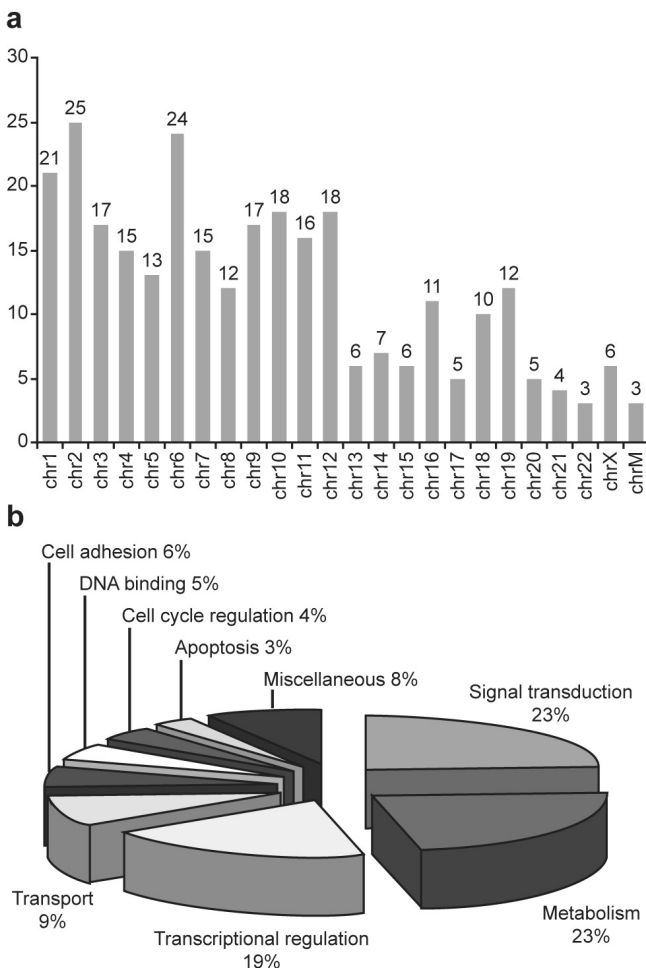 a
30
25
20
15
10
5
0
21
25
17
15
13
24
15
12
17
18
16
18
6
7
6
11
5
10
12
5
4
3
6
3
chr1
chr2
chr3
chr4
chr5
chr6
chr7
chr8
chr9
chr10
chr11
chr12
chr13
chr14
chr15
chr16
chr17
chr18
chr19
chr20
chr21
chr22
chrX
chrM
b
Cell adhesion 6%
DNA binding 5%
Cell cycle regulation 4%
Apoptosis 3%
Miscellaneous 8%
Signal transduction
23%
Transport
9%
Transcriptional regulation
19%
Metabolism
23%